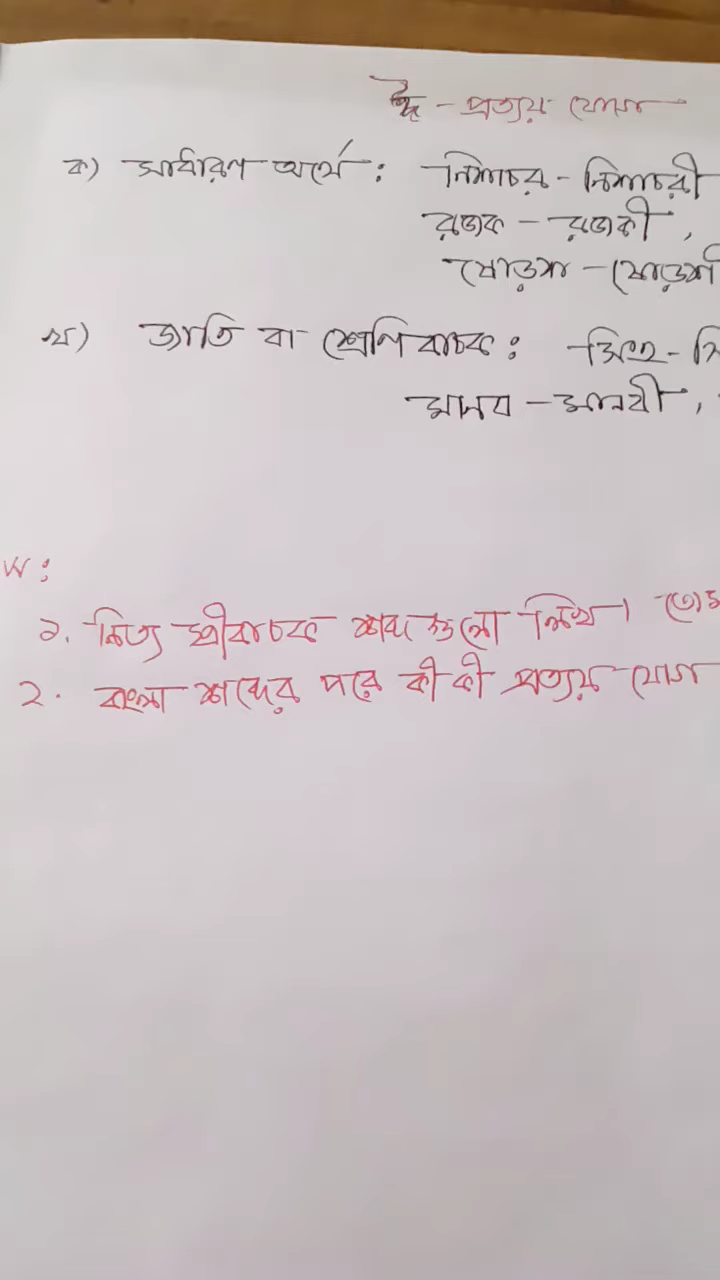 ঈ - প্রত্যয় যোগ
ক) সাধারণ অর্থে : নিশাচর - নিশাচরী
রজক - রজকী ,
ষোড়শ - ষোড়শী
খ) জাতি বা শ্রেণিবাচক : সিংহ - সি
মানব - মানবী ,
W :
১. নিত্য স্ত্রীবাচক শব্দ গুলো লিখ।
২. বাংলা শব্দের পরে কী কী প্রত্যয় যোগ